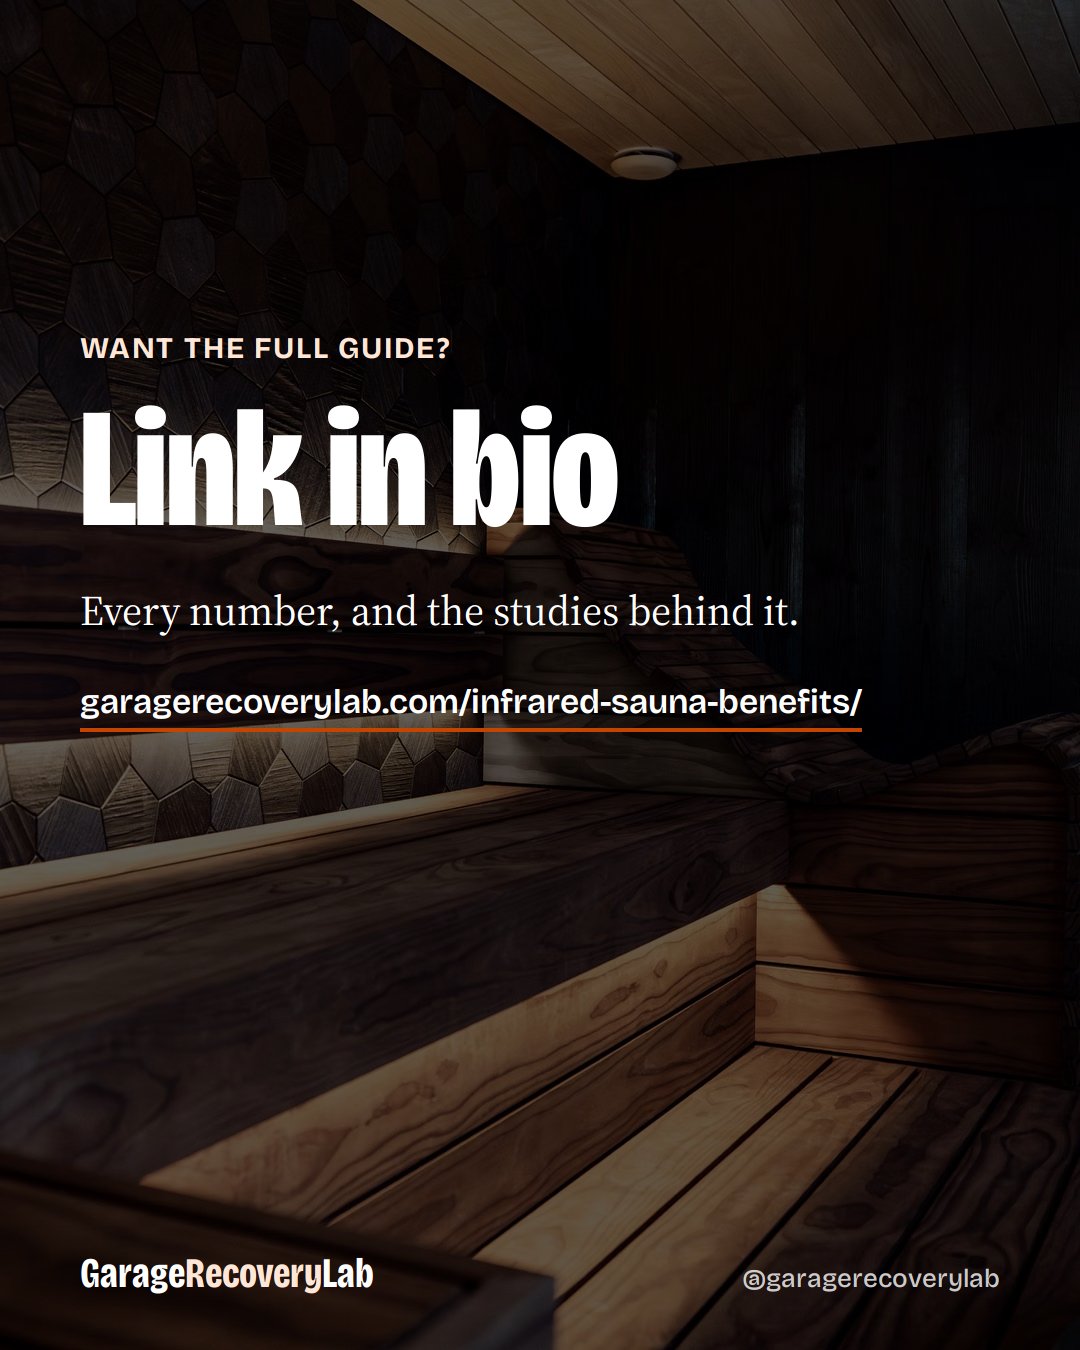 WANT THE FULL GUIDE?
Link in bio
Every number, and the studies behind it.
garagerecoverylab.com/infrared-sauna-benefits/
GarageRecoveryLab
@garagerecoverylab